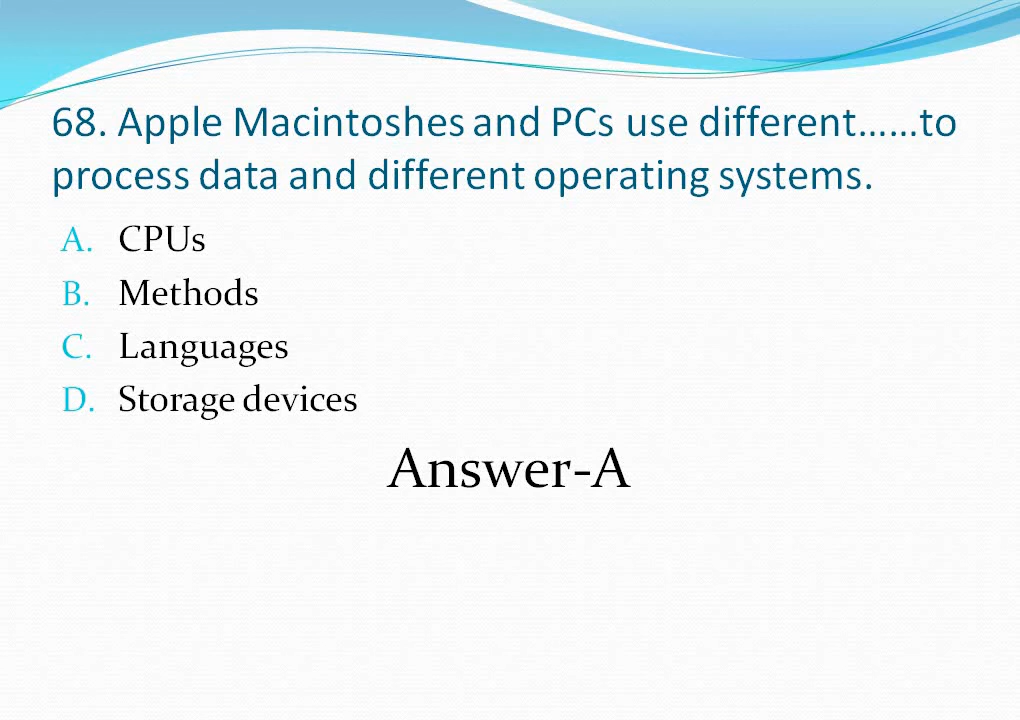 68. Apple Macintoshes and PCs use different……to
process data and different operating systems.
A. CPUs
B. Methods
C. Languages
D. Storage devices
Answer-A